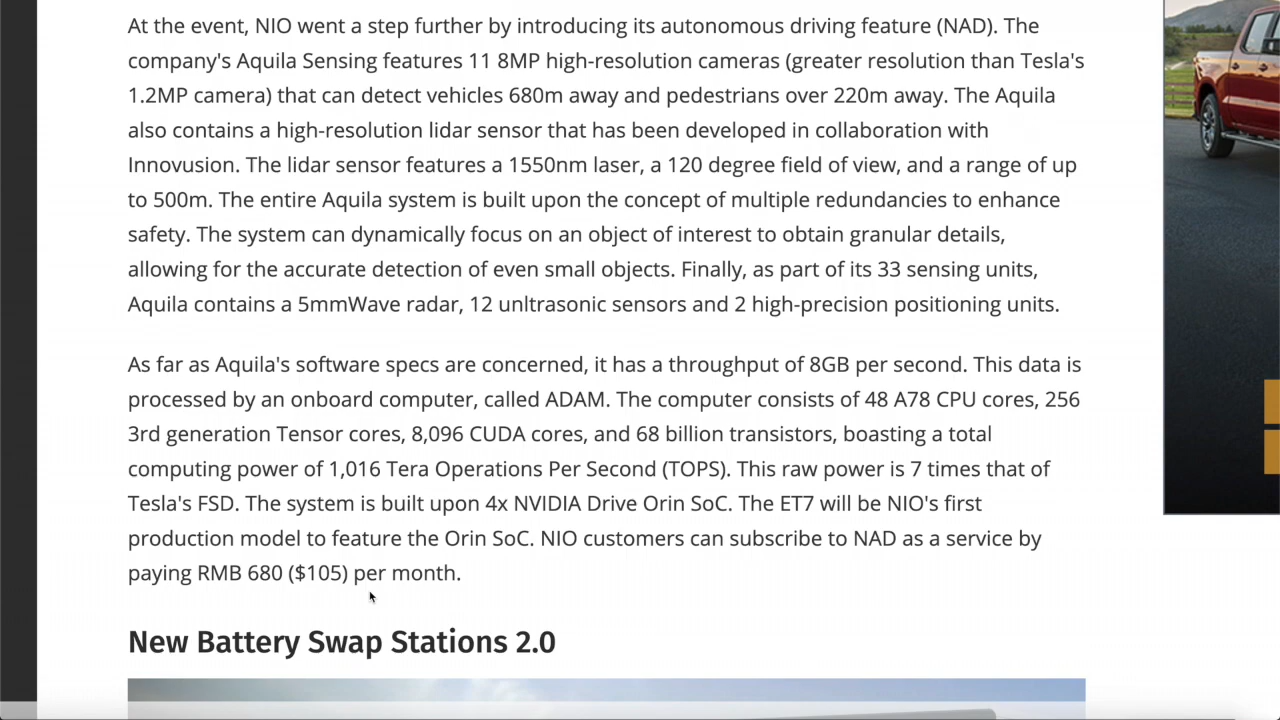 At the event, NIO went a step further by introducing its autonomous driving feature (NAD). The
company's Aquila Sensing features 11 8MP high-resolution cameras (greater resolution than Tesla's
1.2MP camera) that can detect vehicles 680m away and pedestrians over 220m away. The Aquila
also contains a high-resolution lidar sensor that has been developed in collaboration with
Innovusion. The lidar sensor features a 1550nm laser, a 120 degree field of view, and a range of up
to 500m. The entire Aquila system is built upon the concept of multiple redundancies to enhance
safety. The system can dynamically focus on an object of interest to obtain granular details,
allowing for the accurate detection of even small objects. Finally, as part of its 33 sensing units,
Aquila contains a 5mmWave radar, 12 unltrasonic sensors and 2 high-precision positioning units.
As far as Aquila's software specs are concerned, it has a throughput of 8GB per second. This data is
processed by an onboard computer, called ADAM. The computer consists of 48 A78 CPU cores, 256
3rd generation Tensor cores, 8,096 CUDA cores, and 68 billion transistors, boasting a total
computing power of 1,016 Tera Operations Per Second (TOPS). This raw power is 7 times that of
Tesla's FSD. The system is built upon 4x NVIDIA Drive Orin SoC. The ET7 will be NIO's first
production model to feature the Orin SoC. NIO customers can subscribe to NAD as a service by
paying RMB 680 ($105) per month.
New Battery Swap Stations 2.0